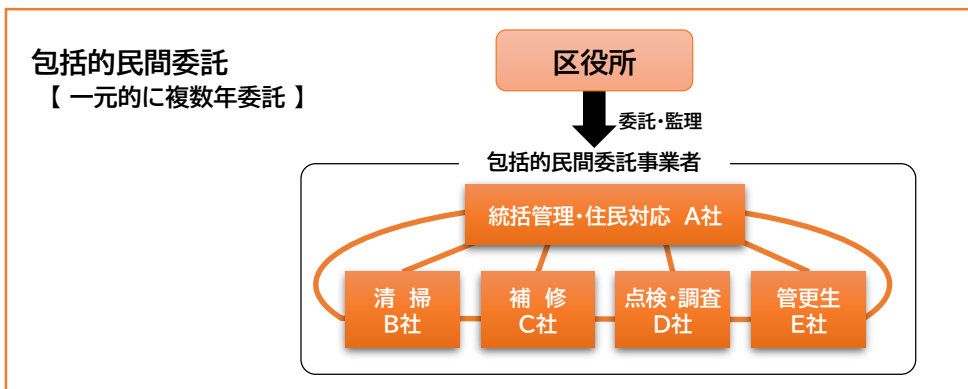 包括的民間委託
【 一元的に複数年委託 】
区役所
委託・監理
包括的民間委託事業者
統括管理・住民対応 A社
清 掃
B社
補 修
C社
点検・調査
D社
管更生
E社